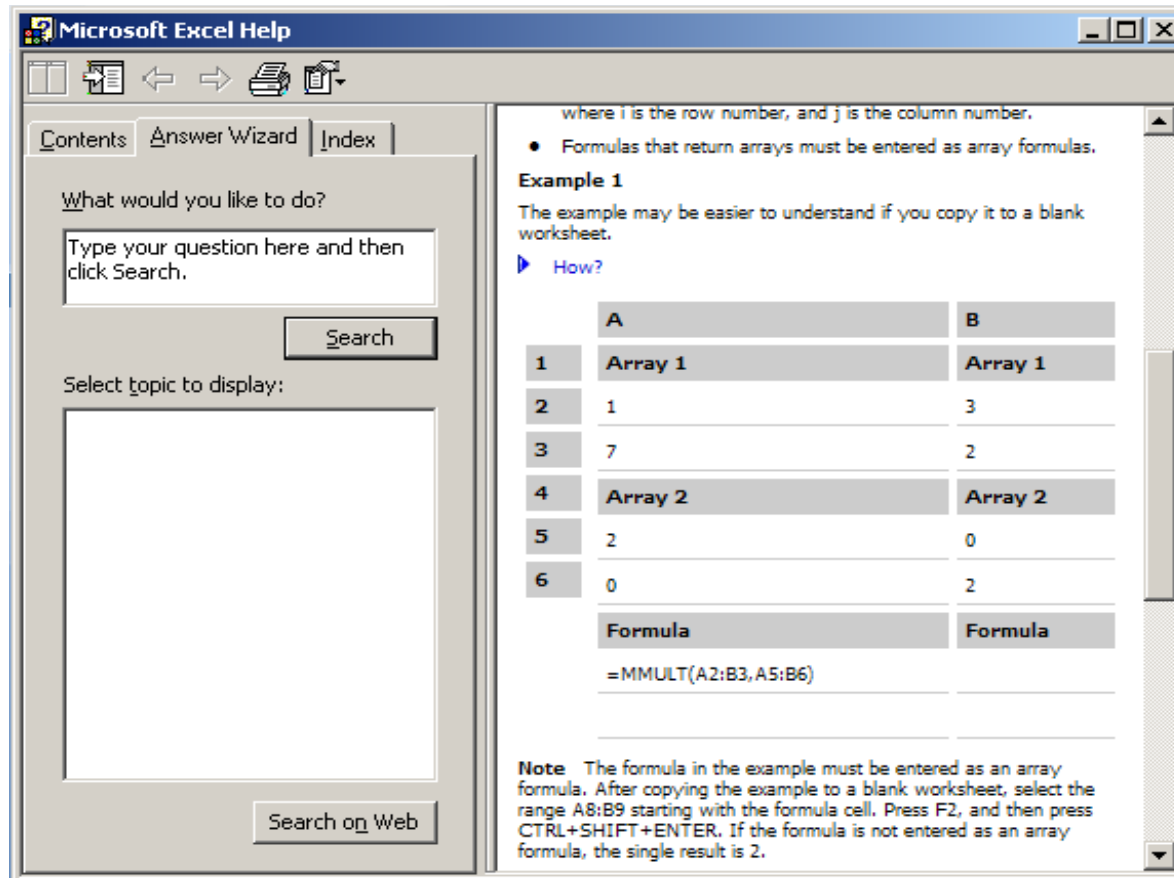 Microsoft Excel Help
Contents Answer Wizard Index
What would you like to do?
Type your question here and then
click Search.
Search
Select topic to display:
Search on Web
where i is the row number, and j is the column number.
• Formulas that return arrays must be entered as array formulas.
Example 1
The example may be easier to understand if you copy it to a blank
worksheet.
How?
A B
1 Array 1 Array 1
2 1 3
3 7 2
4 Array 2 Array 2
5 2 0
6 0 2
Formula Formula
=MMULT(A2:B3,A5:B6)
Note The formula in the example must be entered as an array
formula. After copying the example to a blank worksheet, select the
range A8:B9 starting with the formula cell. Press F2, and then press
CTRL+SHIFT+ENTER. If the formula is not entered as an array
formula, the single result is 2.